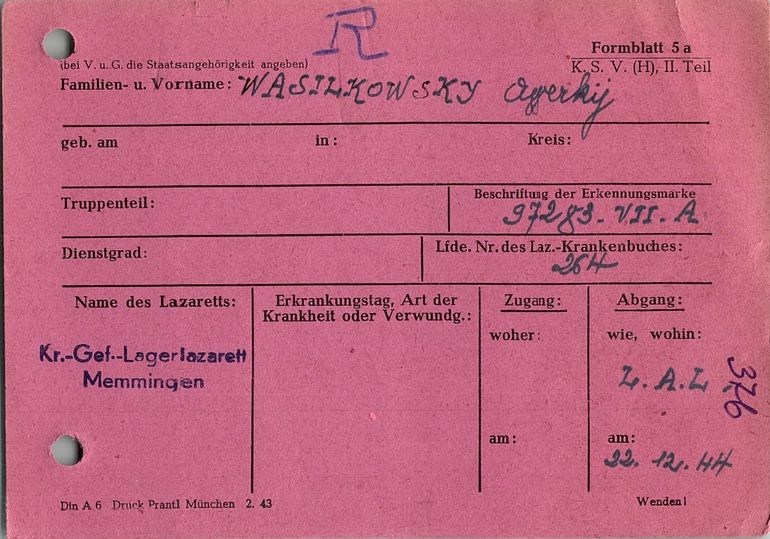 R
(bei V. u. G. die Staatsangehörigkeit angeben)
Formblatt 5 a
K. S. V. (H), II. Teil
Familien- u. Vorname: WASILKOWSKY
geb. am in: Kreis:
Truppenteil:
Beschriftung der Erkennungsmarke
97283-VII.A
Dienstgrad:
Lfde. Nr. des Laz.-Krankenbuches:
264
Name des Lazaretts:
Kr.-Gef.-Lagerlazarett
Memmingen
Erkrankungstag, Art der
Krankheit oder Verwundg.:
Zugang:
woher:
am:
Abgang:
wie, wohin:
Z. A. Z.
376
am:
22. 12. 44
Din A 6 Druck Prantl München 2. 43
Wenden!